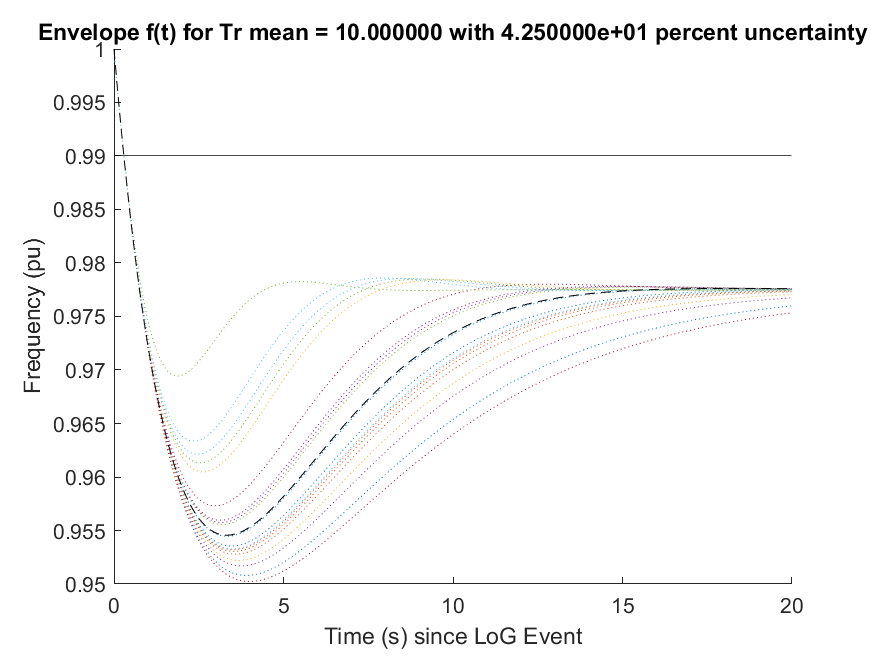 Envelope f(t) for Tr mean = 10.000000 with 4.250000e+01 percent uncertainty
1
0.995
0.99
0.985
0.98
0.975
0.97
0.965
0.96
0.955
0.95
Frequency (pu)
0 5 10 15 20
Time (s) since LoG Event